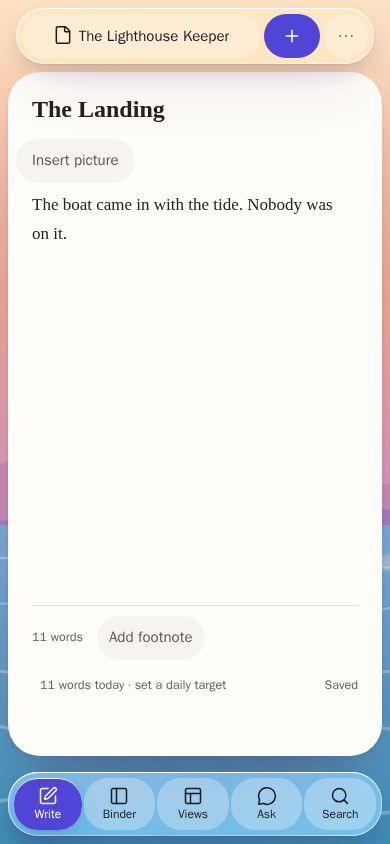 The Lighthouse Keeper
The Landing
Insert picture
The boat came in with the tide. Nobody was
on it.
11 words
Add footnote
11 words today · set a daily target
Saved
Write
Binder
Views
Ask
Search